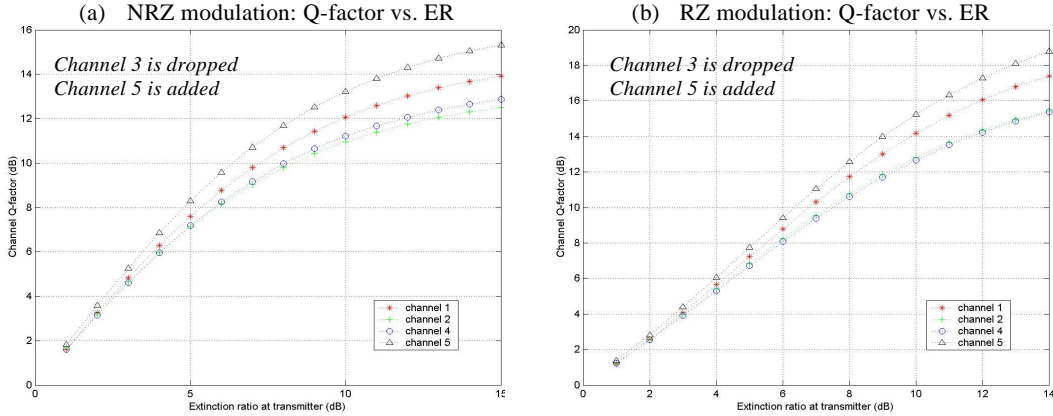 (a) NRZ modulation: Q-factor vs. ER
Channel 3 is dropped
Channel 5 is added
Channel Q-factor (dB)
16
14
12
10
8
6
4
2
0
0 5 10 15
Extinction ratio at transmitter (dB)
channel 1
channel 2
channel 4
channel 5
(b) RZ modulation: Q-factor vs. ER
Channel 3 is dropped
Channel 5 is added
Channel Q-factor (dB)
20
18
16
14
12
10
8
6
4
2
0
0 2 4 6 8 10 12 14
Extinction ratio at transmitter (dB)
channel 1
channel 2
channel 4
channel 5